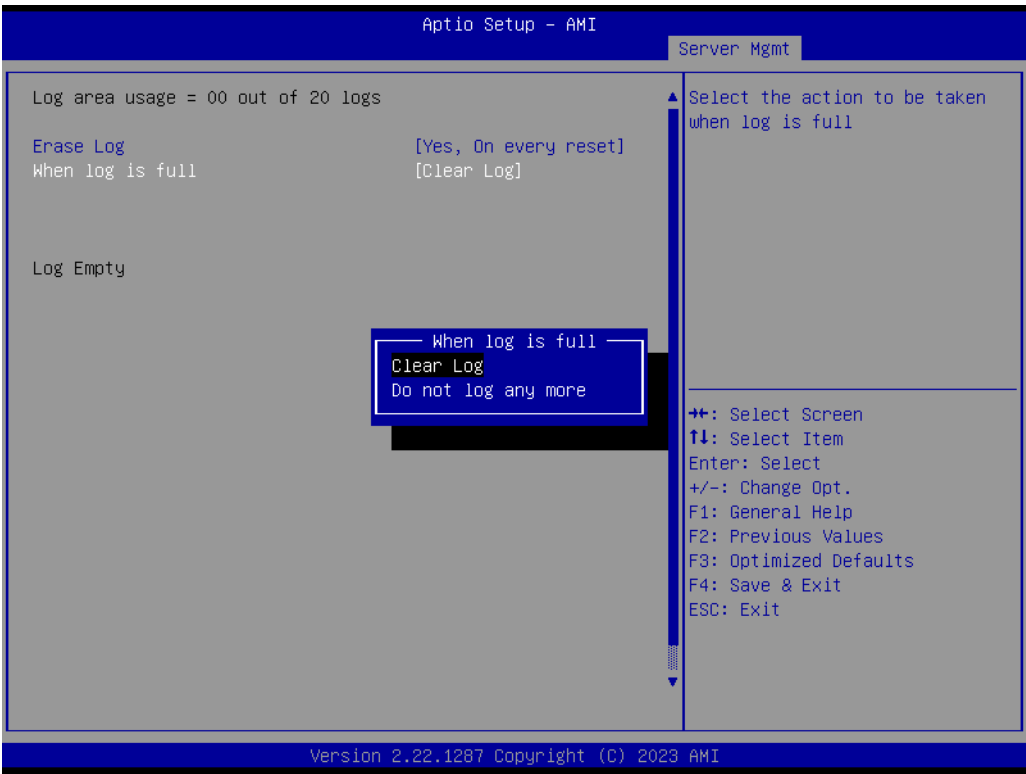 Aptio Setup – AMI
Server Mgmt
Log area usage = 00 out of 20 logs
Erase Log [Yes, On every reset]
When log is full [Clear Log]
Log Empty
When log is full
Clear Log
Do not log any more
Select the action to be taken
when log is full
→←: Select Screen
↑↓: Select Item
Enter: Select
+/-: Change Opt.
F1: General Help
F2: Previous Values
F3: Optimized Defaults
F4: Save & Exit
ESC: Exit
Version 2.22.1287 Copyright (C) 2023 AMI